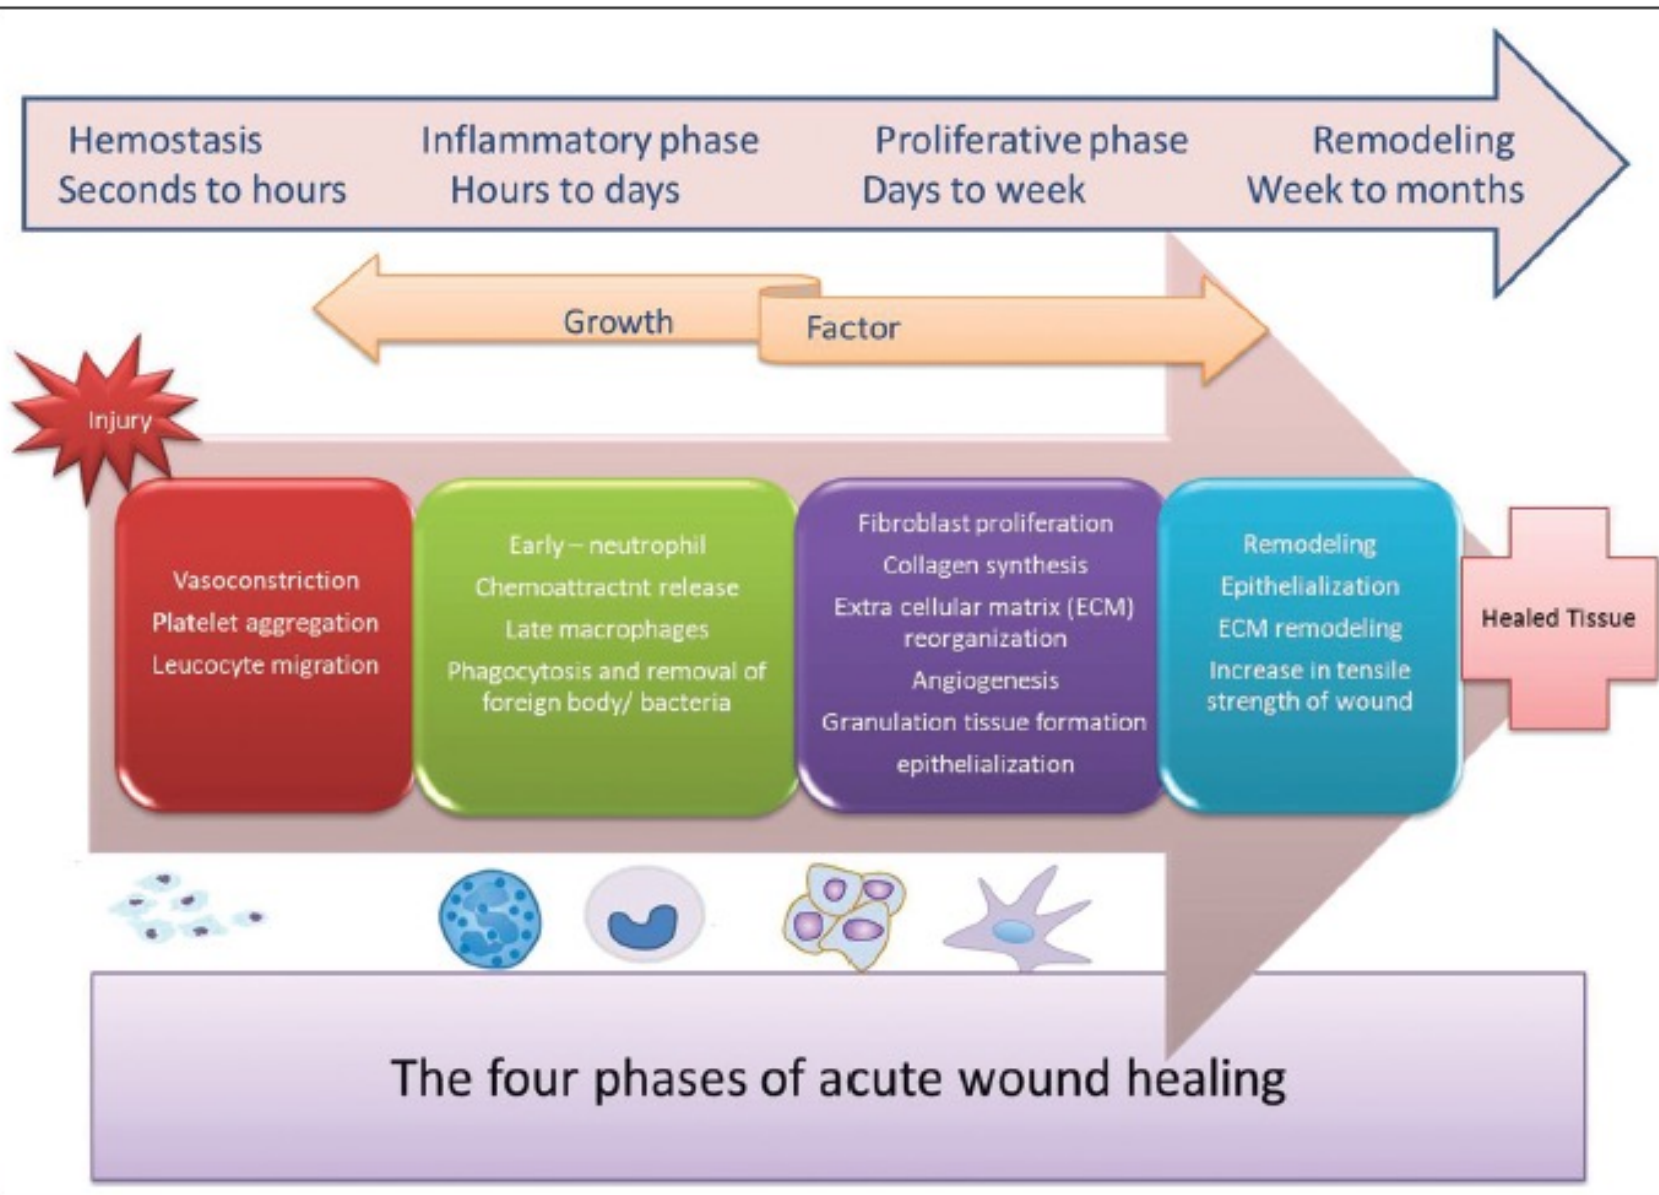 Hemostasis
Seconds to hours
Inflammatory phase
Hours to days
Proliferative phase
Days to week
Remodeling
Week to months
Growth
Factor
Injury
Vasoconstriction
Platelet aggregation
Leucocyte migration
Early – neutrophil
Chemoattractnt release
Late macrophages
Phagocytosis and removal of
foreign body/ bacteria
Fibroblast proliferation
Collagen synthesis
Extra cellular matrix (ECM)
reorganization
Angiogenesis
Granulation tissue formation
epithelialization
Remodeling
Epithelialization
ECM remodeling
Increase in tensile
strength of wound
Healed Tissue
The four phases of acute wound healing